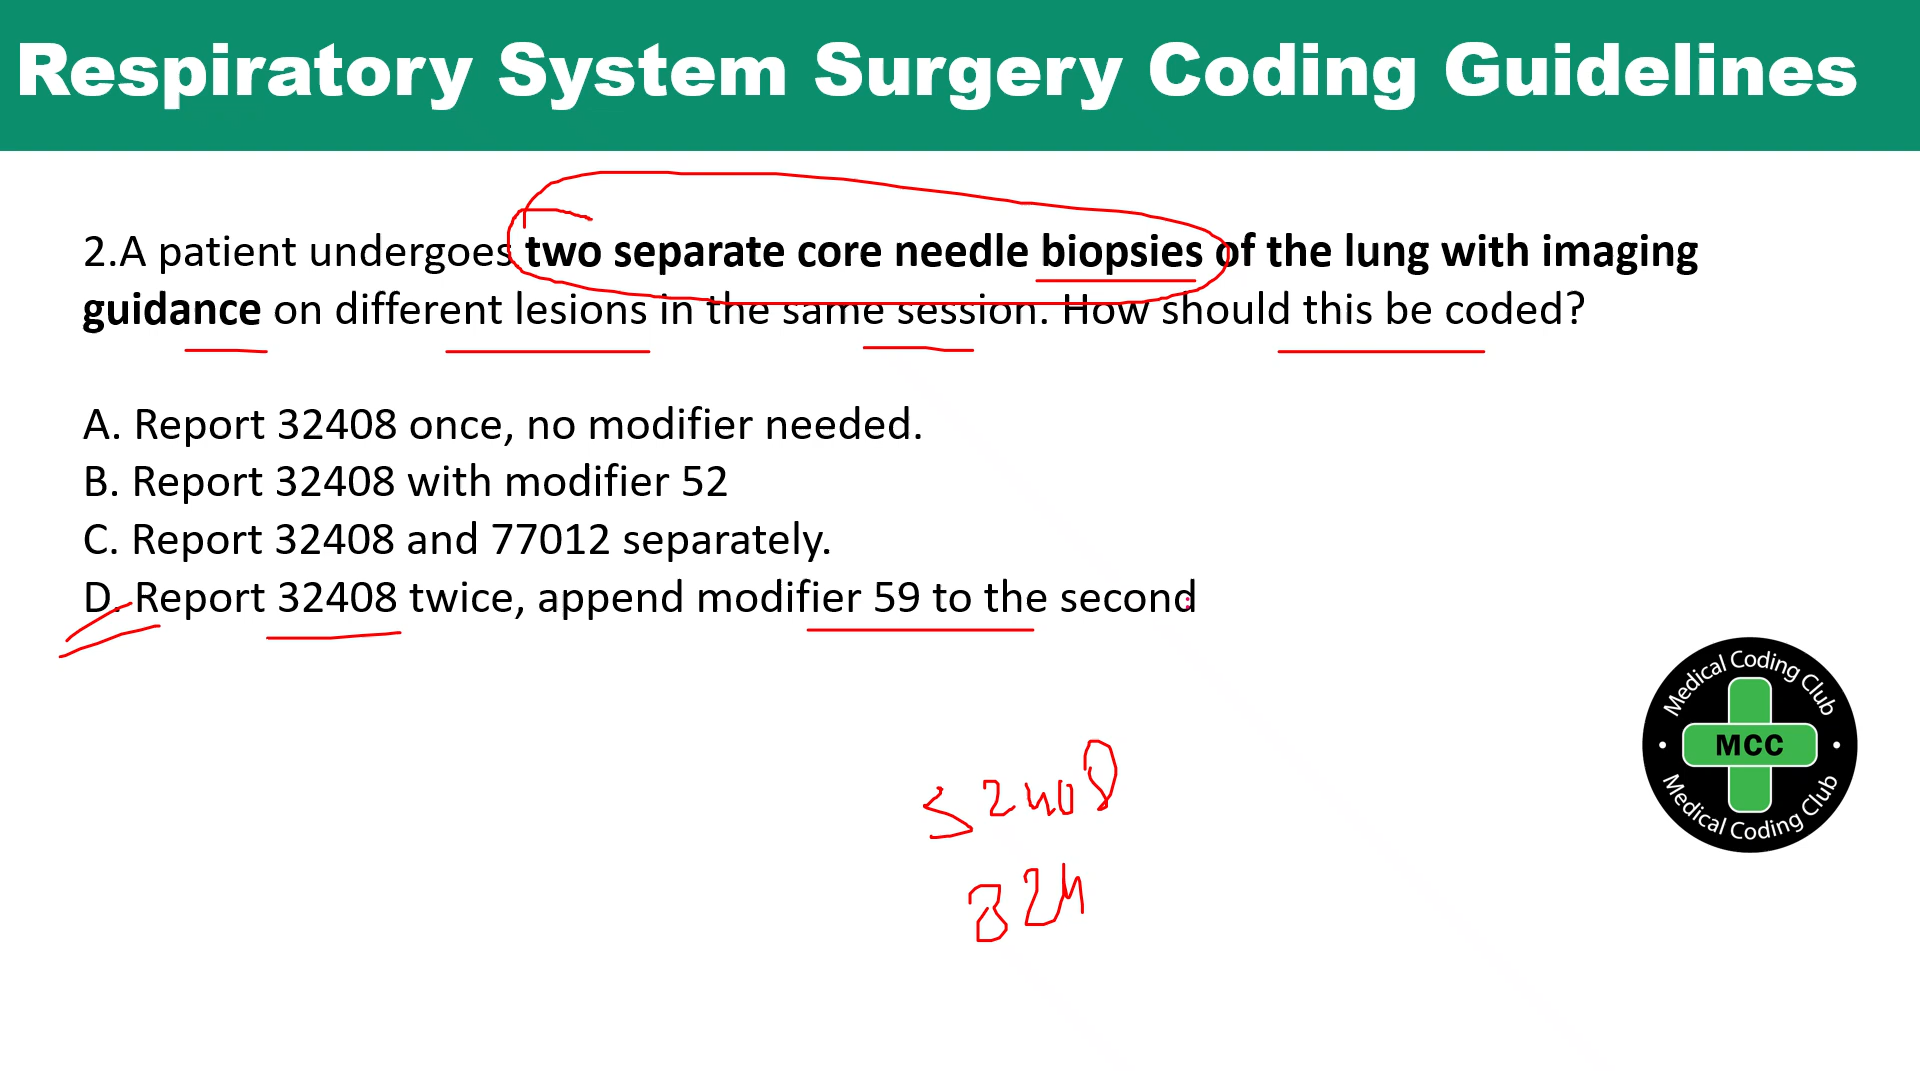 Respiratory System Surgery Coding Guidelines
2.A patient undergoes two separate core needle biopsies of the lung with imaging
guidance on different lesions in the same session. How should this be coded?
A. Report 32408 once, no modifier needed.
B. Report 32408 with modifier 52
C. Report 32408 and 77012 separately.
D. Report 32408 twice, append modifier 59 to the second
32408
324
Medical Coding Club
MCC
Medical Coding Club